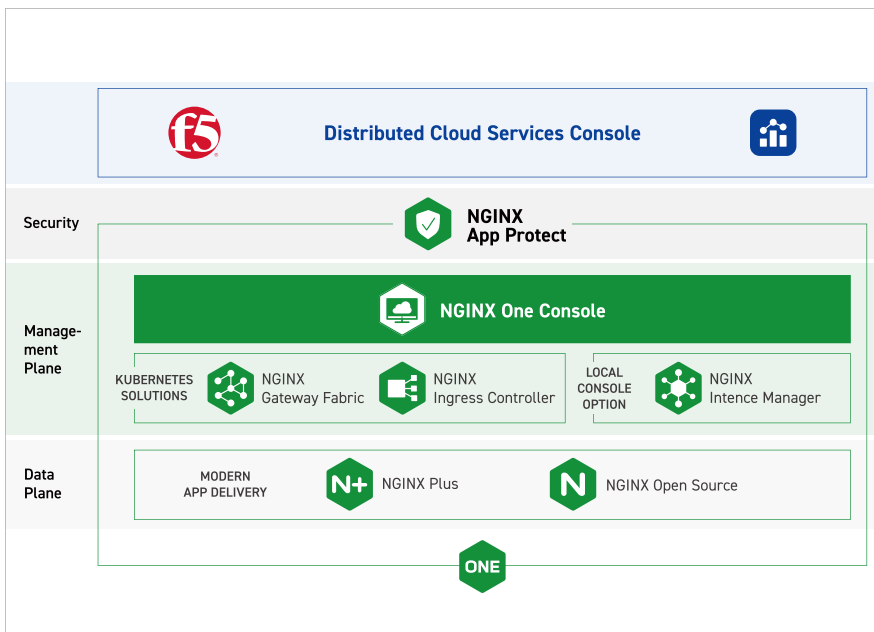 f5
Distributed Cloud Services Console
Security
NGINX
App Protect
Manage-
ment
Plane
NGINX One Console
KUBERNETES
SOLUTIONS
NGINX
Gateway Fabric
NGINX
Ingress Controller
LOCAL
CONSOLE
OPTION
NGINX
Intence Manager
Data
Plane
MODERN
APP DELIVERY
N+
NGINX Plus
N
NGINX Open Source
ONE